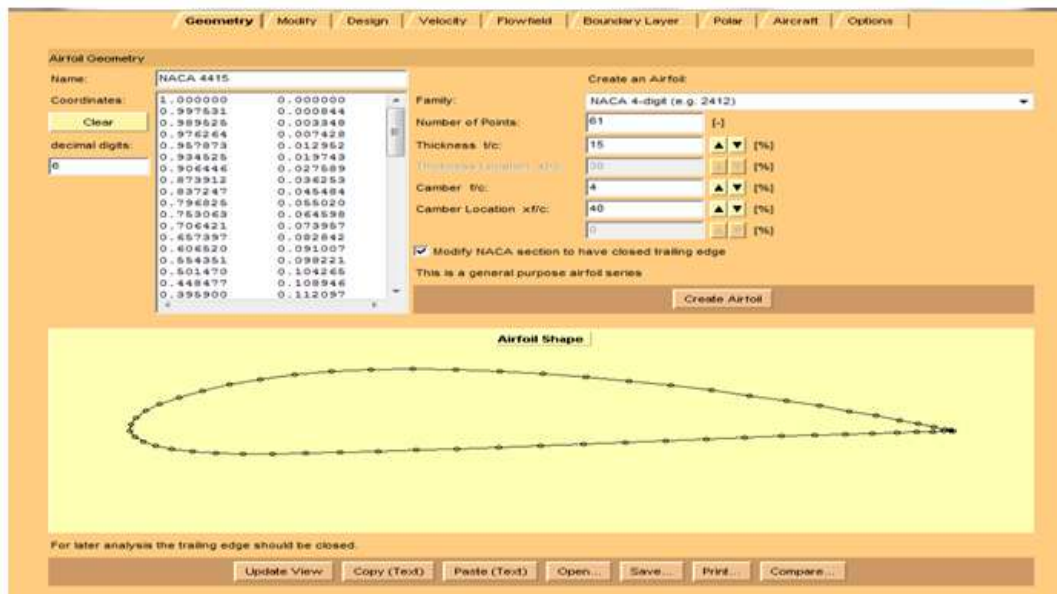 Geometry Modify Design Velocity Flowfield Boundary Layer Polar Aircraft Options
Airfoil Geometry
Name: NACA 4415
Create an Airfoil:
Coordinates:
Clear
decimal digits:
6
1.000000 0.000000
0.997531 0.000844
0.989525 0.003348
0.976264 0.007428
0.957873 0.012952
0.934525 0.019743
0.906446 0.027589
0.873912 0.036253
0.837247 0.045484
0.796825 0.055020
0.753063 0.064598
0.706421 0.073957
0.657397 0.082842
0.606520 0.091007
0.554351 0.098221
0.501470 0.104265
0.448477 0.108946
0.395900 0.112097
Family: NACA 4-digit (e.g. 2412)
Number of Points: 61 [-]
Thickness t/c: 15 [%]
Thickness Location xt/c: 30 [%]
Camber f/c: 4 [%]
Camber Location xf/c: 40 [%]
0 [%]
Modify NACA section to have closed trailing edge
This is a general purpose airfoil series
Create Airfoil
Airfoil Shape
For later analysis the trailing edge should be closed.
Update View Copy (Text) Paste (Text) Open... Save... Print... Compare...